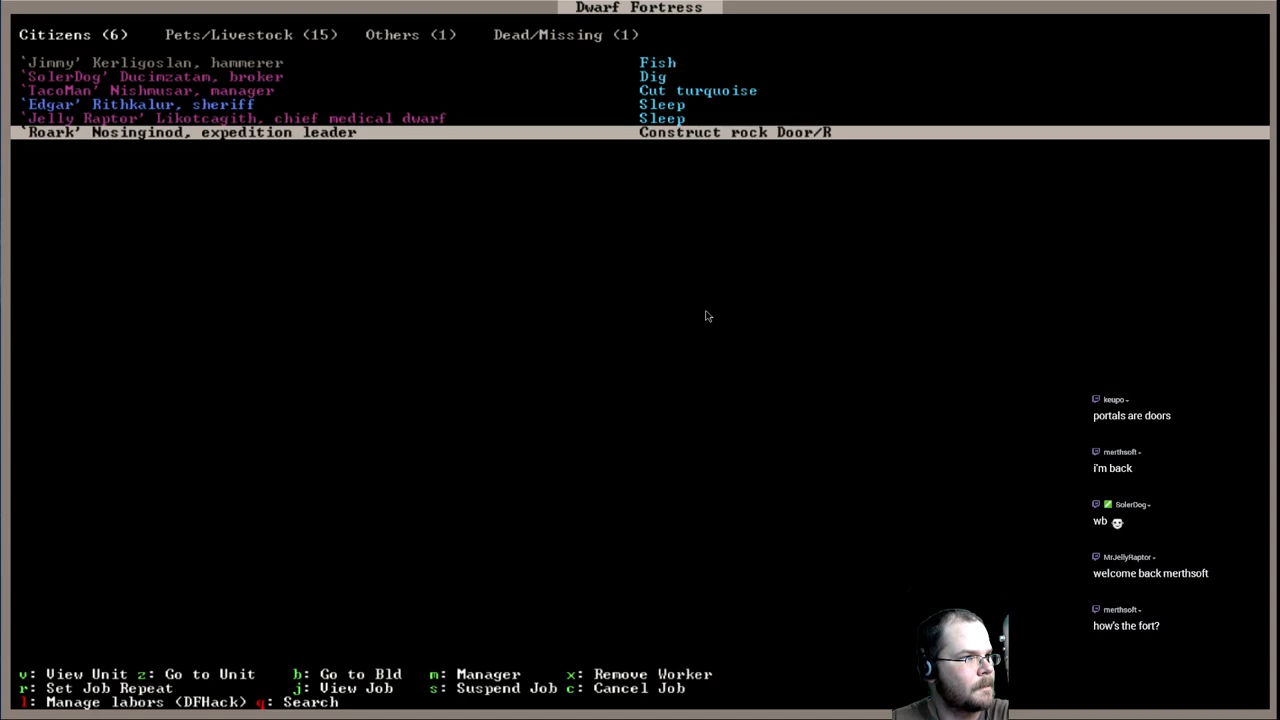 Dwarf Fortress
Citizens (6) Pets/Livestock (15) Others (1) Dead/Missing (1)
`Jimmy' Kerligoslan, hammerer Fish
`SolerDog' Ducimzatam, broker Dig
`TacoMan' Nishmusar, manager Cut turquoise
`Edgar' Rithkalur, sheriff Sleep
`Jelly Raptor' Likotcagith, chief medical dwarf Sleep
`Roark' Nosinginod, expedition leader Construct rock Door/R
keupo
portals are doors
merthsoft
i'm back
SolerDog
wb
MrJellyRaptor
welcome back merthsoft
merthsoft
how's the fort?
v: View Unit z: Go to Unit b: Go to Bld m: Manager x: Remove Worker
r: Set Job Repeat j: View Job s: Suspend Job c: Cancel Job
l: Manage labors (DFHack) q: Search